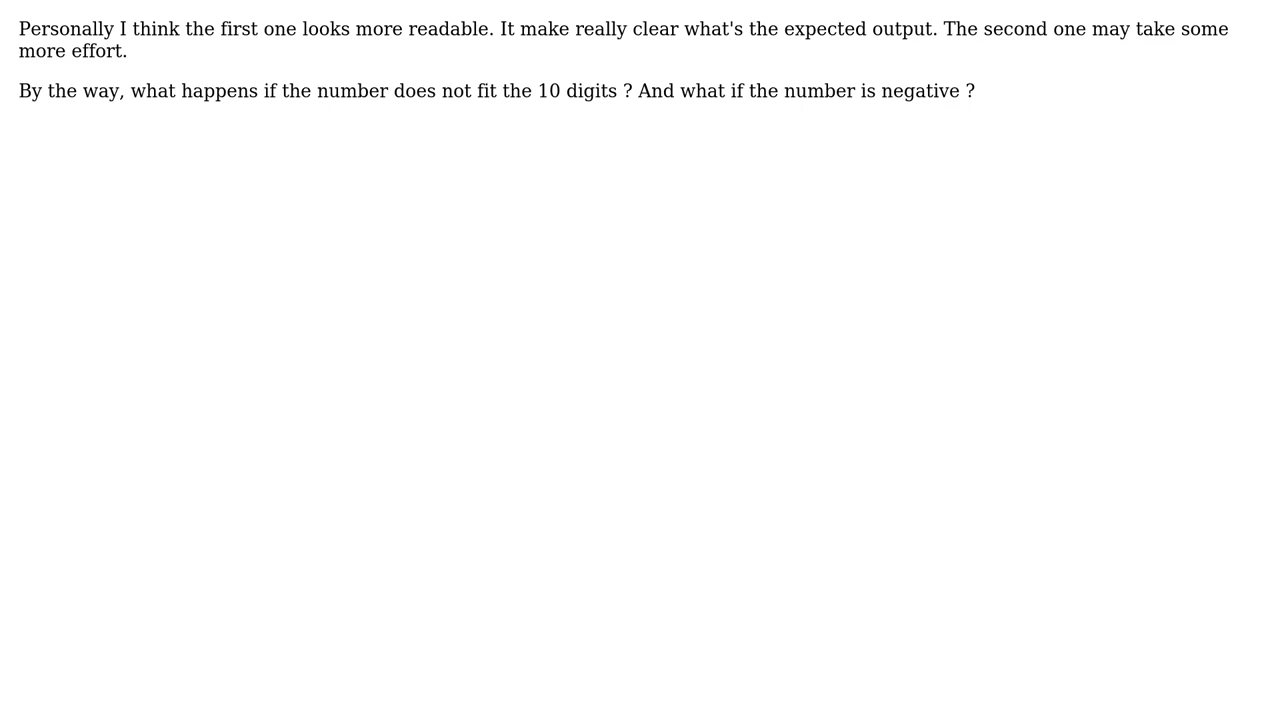 Personally I think the first one looks more readable. It make really clear what's the expected output. The second one may take some
more effort.
By the way, what happens if the number does not fit the 10 digits ? And what if the number is negative ?